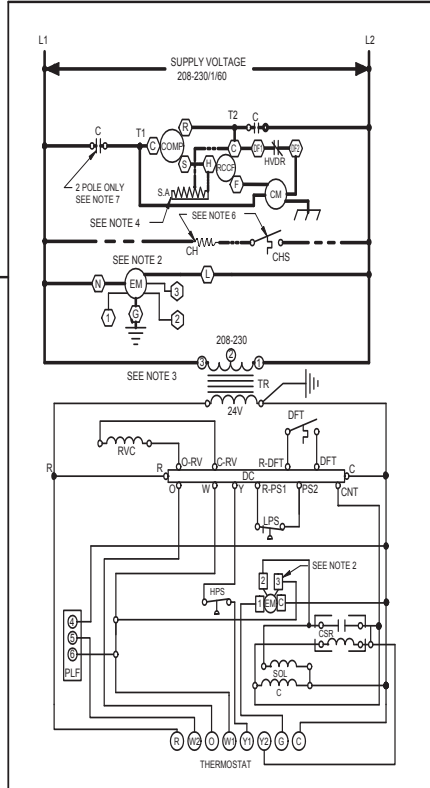 L1 L2
SUPPLY VOLTAGE
208-230/1/60
C T1 C COMP R T2 C
S H RCCF C DF1 HVDR DF2
2 POLE ONLY
SEE NOTE 7
S.A F CM
SEE NOTE 4
SEE NOTE 6
CH CHS
SEE NOTE 2
N EM L
3
1 G 2
208-230
3 2 1
SEE NOTE 3
TR
24V
DFT
RVC
R O-RV C-RV R-DFT DFT
R DC C
O W Y R-PS1 PS2 CNT
LPS
SEE NOTE 2
2 3
HPS
1 EM C
4
5
6
PLF
CSR
SOL
C
R W2 O W1 Y1 Y2 G C
THERMOSTAT